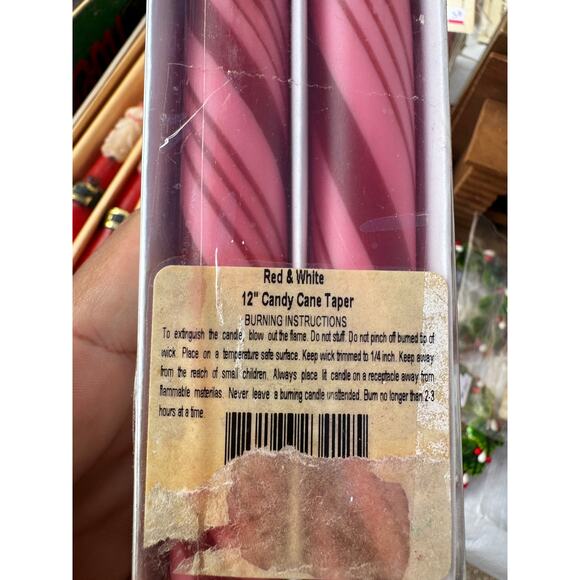 Red & White
12" Candy Cane Taper
BURNING INSTRUCTIONS
To extinguish the candle, blow out the flame. Do not stuff. Do not pinch off burned tip of
wick. Place on a temperature safe surface. Keep wick trimmed to 1/4 inch. Keep away
from the reach of small children. Always place lit candle on a receptacle away from
flammable materilas. Never leave a burning candle unattended. Burn no longer than 2-3
hours at a time.